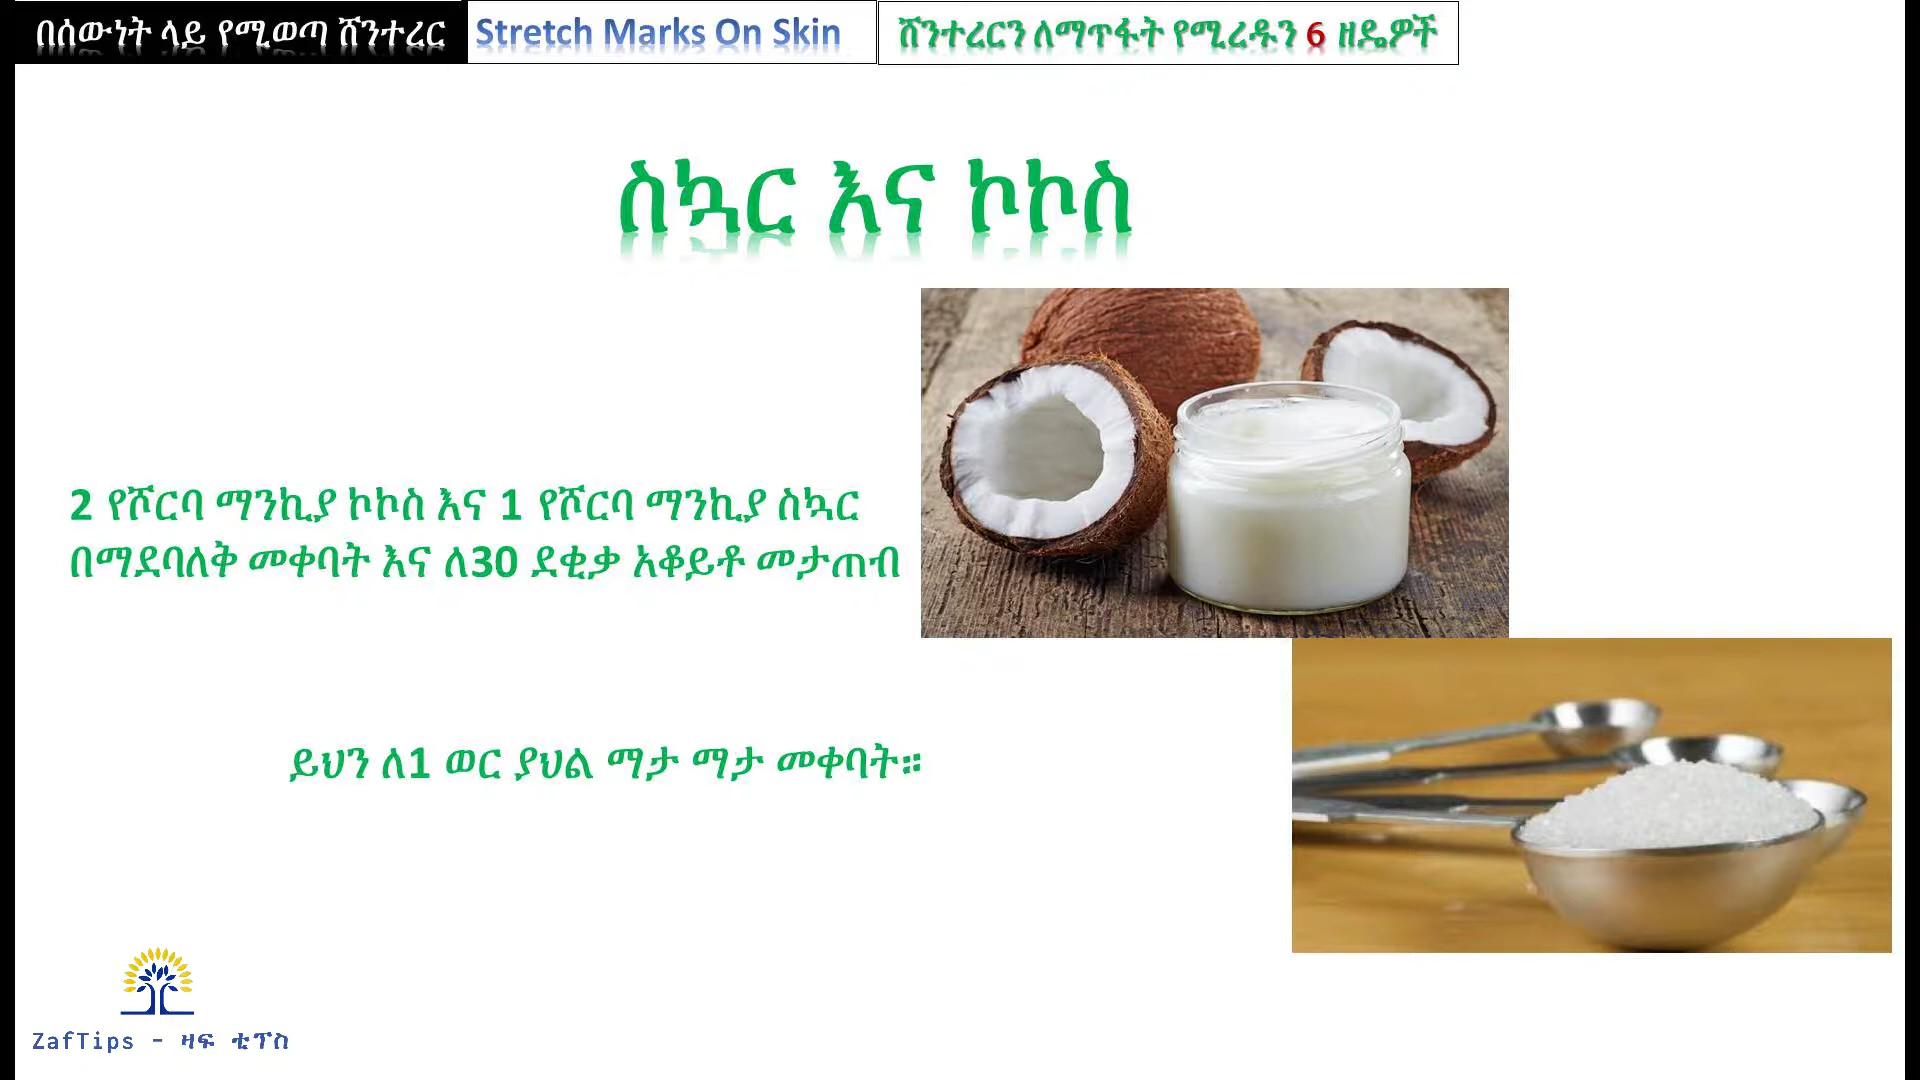 በሰውነት ላይ የሚወጣ ሸንተረር
Stretch Marks On Skin
ሸንተረርን ለማጥፋት የሚረዱን 6 ዘዴዎች
ስኳር እና ኮኮስ
2 የሾርባ ማንኪያ ኮኮስ እና 1 የሾርባ ማንኪያ ስኳር
በማደባለቅ መቀባት እና ለ30 ደቂቃ አቆይቶ መታጠብ
ይህን ለ1 ወር ያህል ማታ ማታ መቀባት።
ZafTips - ዛፍ ቲፕስ